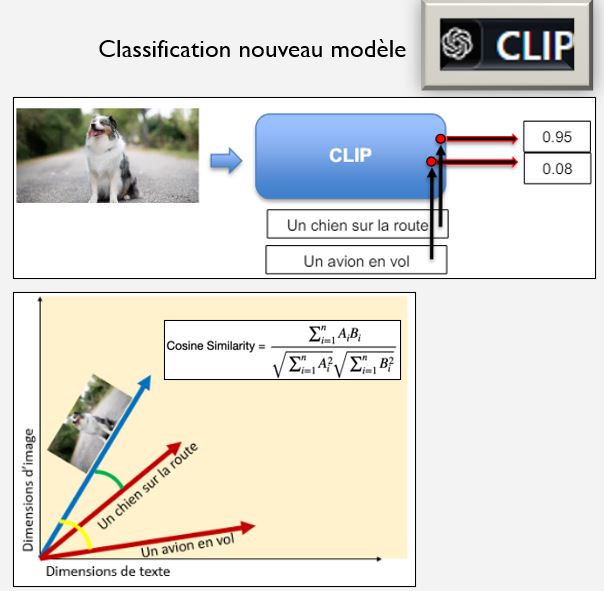 Classification nouveau modèle
CLIP
CLIP
0.95
0.08
Un chien sur la route
Un avion en vol
Cosine Similarity = \frac{\sum_{i=1}^{n} A_i B_i}{\sqrt{\sum_{i=1}^{n} A_i^2} \sqrt{\sum_{i=1}^{n} B_i^2}}
Dimensions d'image
Un chien sur la route
Un avion en vol
Dimensions de texte